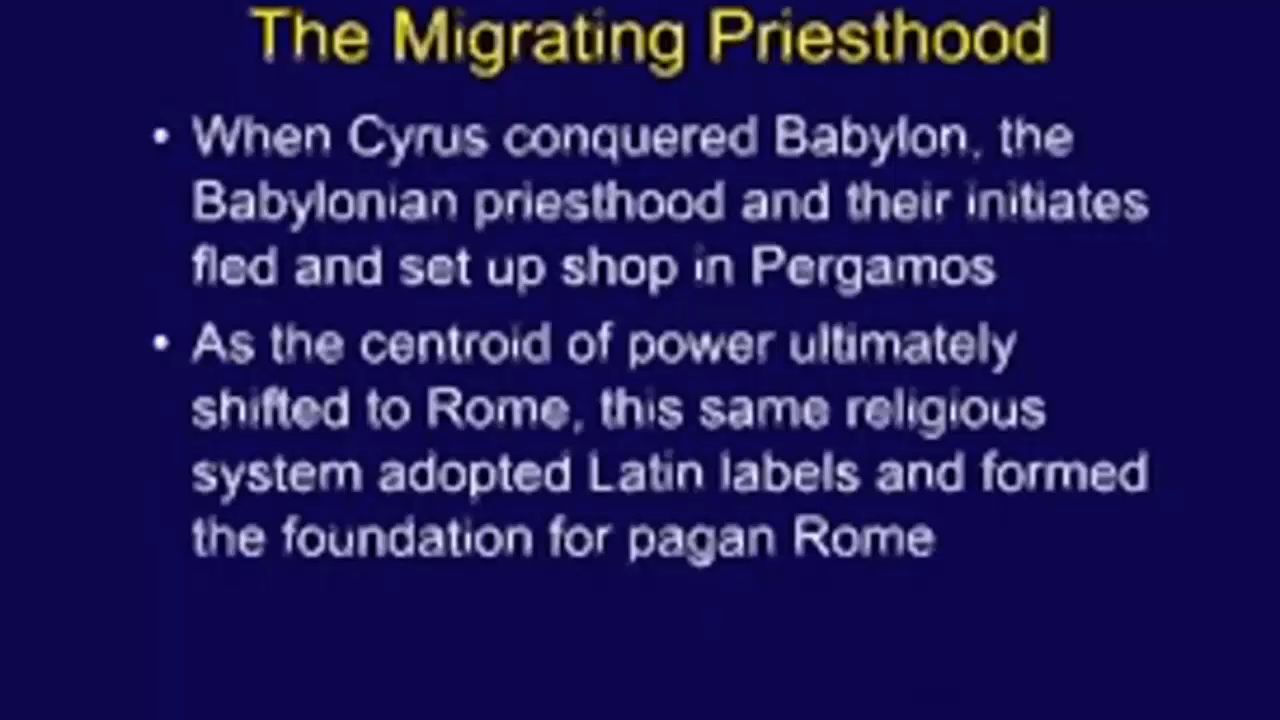 The Migrating Priesthood
• When Cyrus conquered Babylon, the
Babylonian priesthood and their initiates
fled and set up shop in Pergamos
• As the centroid of power ultimately
shifted to Rome, this same religious
system adopted Latin labels and formed
the foundation for pagan Rome